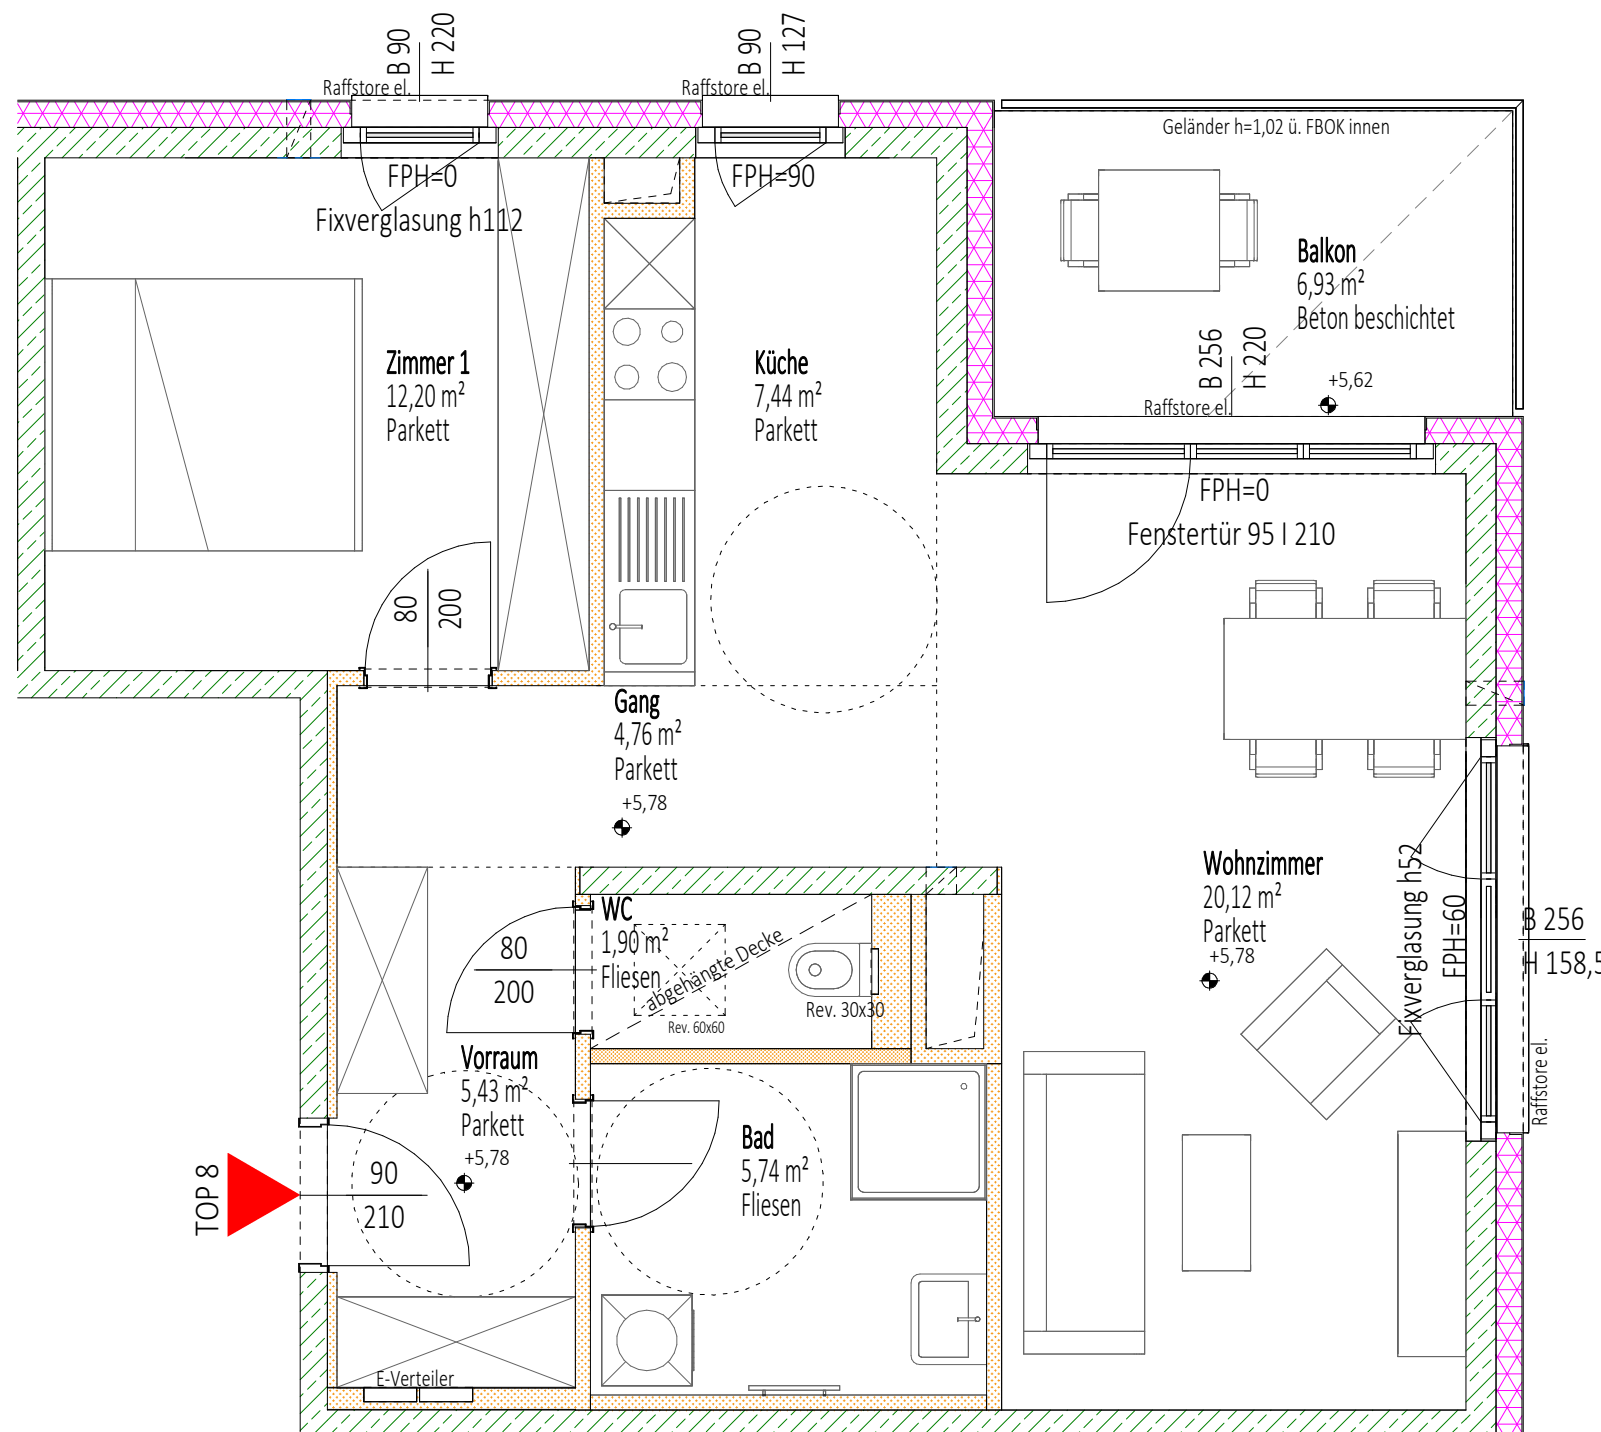 B 90
H 220
B 90
H 127
Raffstore el.
Raffstore el.
Geländer h=1,02 ü. FBOK innen
FPH=0
Fixverglasung h112
FPH=90
Balkon
6,93 m²
Beton beschichtet
B 256
H 220
+5,62
Raffstore el.
Zimmer 1
12,20 m²
Parkett
Küche
7,44 m²
Parkett
FPH=0
Fenstertür 95 I 210
80
200
Gang
4,76 m²
Parkett
+5,78
Wohnzimmer
20,12 m²
Parkett
+5,78
Fixverglasung h52
FPH=60
B 256
H 158,5
Raffstore el.
WC
1,90 m²
Fliesen
abgehängte Decke
Rev. 60x60
Rev. 30x30
80
200
Vorraum
5,43 m²
Parkett
+5,78
Bad
5,74 m²
Fliesen
TOP 8
90
210
E-Verteiler